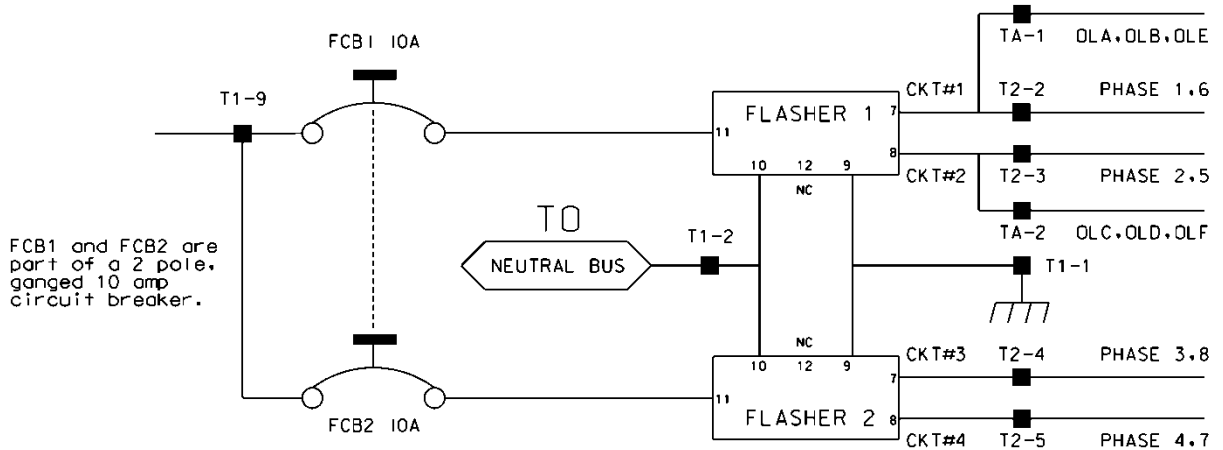 FCB1 10A
T1-9
FCB1 and FCB2 are
part of a 2 pole,
ganged 10 amp
circuit breaker.
FCB2 10A
TO
NEUTRAL BUS
T1-2
FLASHER 1
11
7
8
10 12 9
NC
CKT#1
CKT#2
TA-1 OLA,OLB,OLE
T2-2 PHASE 1,6
T2-3 PHASE 2,5
TA-2 OLC,OLD,OLF
T1-1
NC
10 12 9
11
7
8
FLASHER 2
CKT#3 T2-4 PHASE 3,8
CKT#4 T2-5 PHASE 4,7